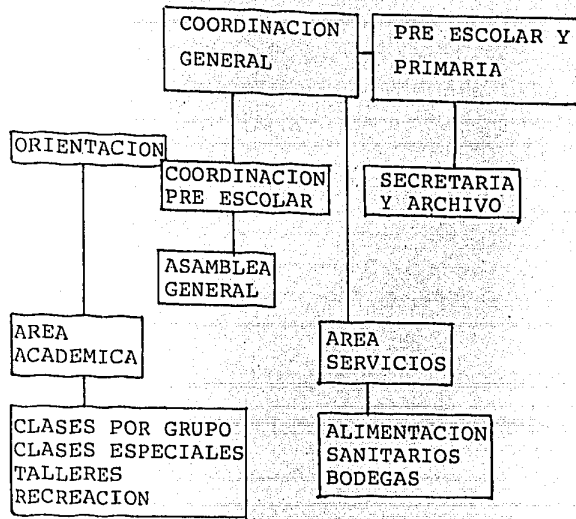 COORDINACION
GENERAL
PRE ESCOLAR Y
PRIMARIA
ORIENTACION
COORDINACION
PRE ESCOLAR
SECRETARIA
Y ARCHIVO
ASAMBLEA
GENERAL
AREA
ACADEMICA
AREA
SERVICIOS
CLASES POR GRUPO
CLASES ESPECIALES
TALLERES
RECREACION
ALIMENTACION
SANITARIOS
BODEGAS